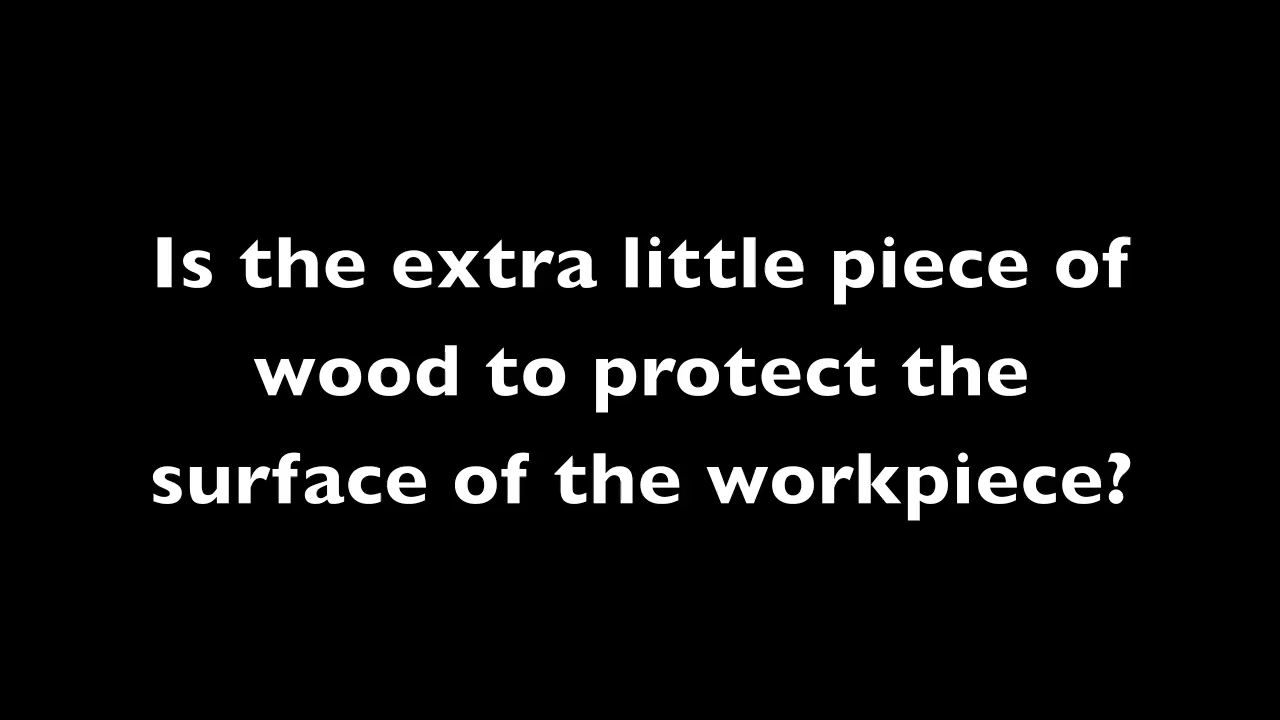 Is the extra little piece of
wood to protect the
surface of the workpiece?